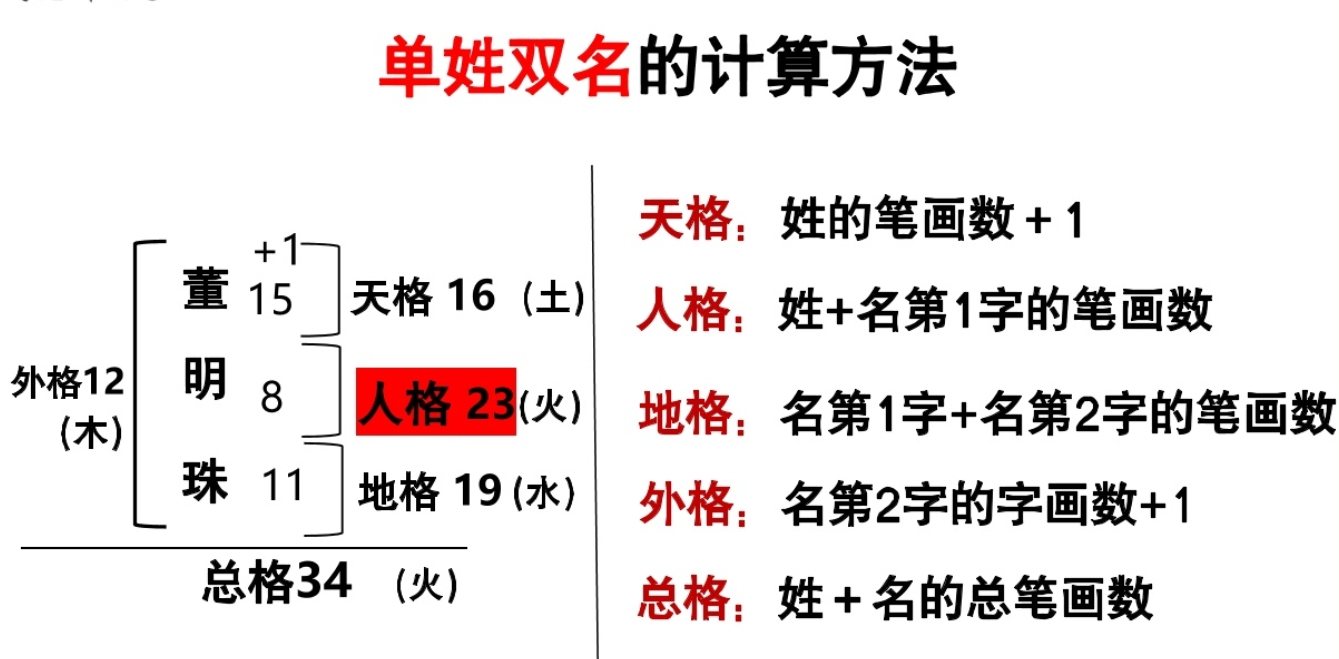 单姓双名的计算方法
+1
董 15
天格 16 (土)
外格12
(木)
明 8
人格 23(火)
珠 11
地格 19(水)
总格34 (火)
天格：姓的笔画数+1
人格：姓+名第1字的笔画数
地格：名第1字+名第2字的笔画数
外格：名第2字的字画数+1
总格：姓+名的总笔画数